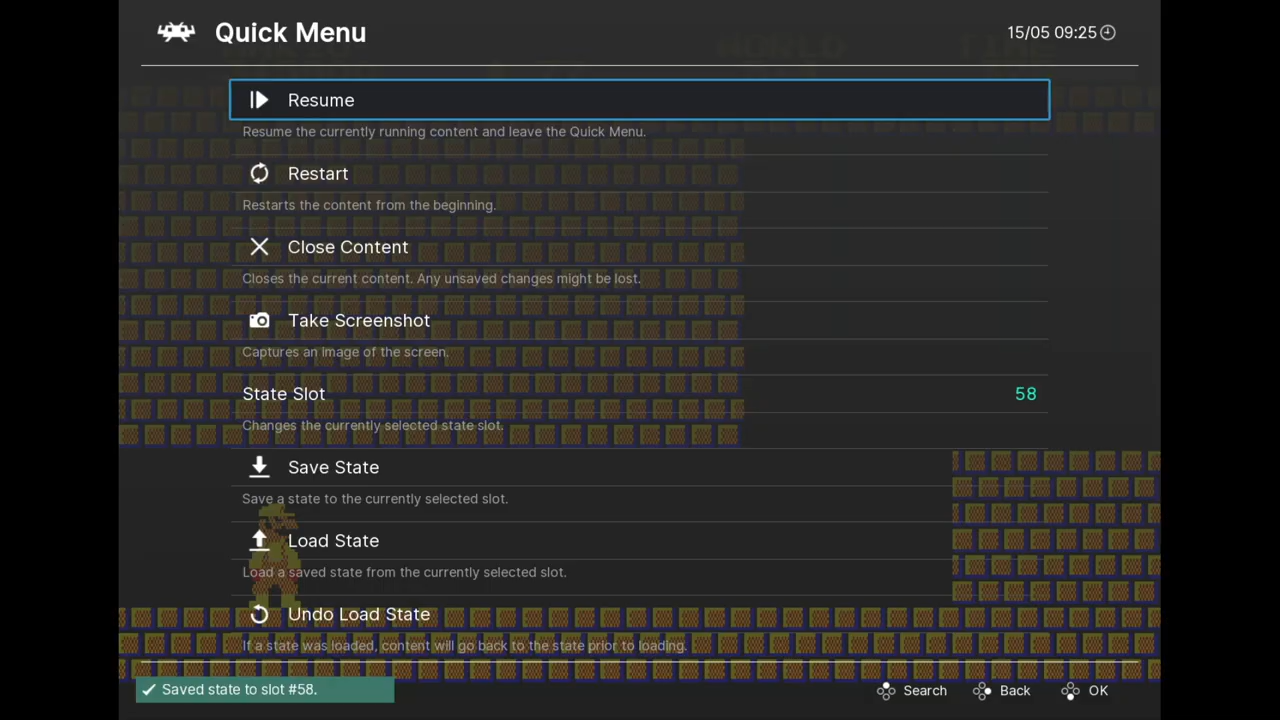 Quick Menu
15/05 09:25
WORLD
TIME
Resume
Resume the currently running content and leave the Quick Menu.
Restart
Restarts the content from the beginning.
Close Content
Closes the current content. Any unsaved changes might be lost.
Take Screenshot
Captures an image of the screen.
State Slot 58
Changes the currently selected state slot.
Save State
Save a state to the currently selected slot.
Load State
Load a saved state from the currently selected slot.
Undo Load State
If a state was loaded, content will go back to the state prior to loading.
Saved state to slot #58.
Search Back OK